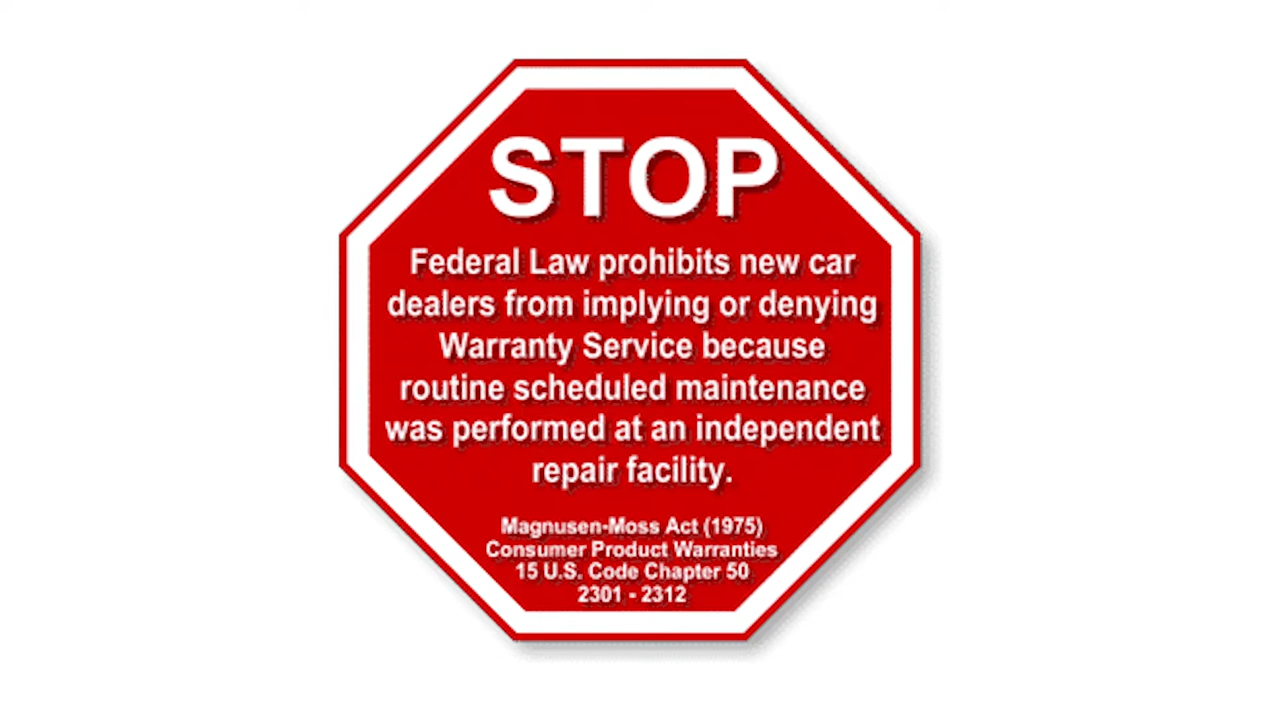 STOP
Federal Law prohibits new car
dealers from implying or denying
Warranty Service because
routine scheduled maintenance
was performed at an independent
repair facility.
Magnusen-Moss Act (1975)
Consumer Product Warranties
15 U.S. Code Chapter 50
2301 - 2312